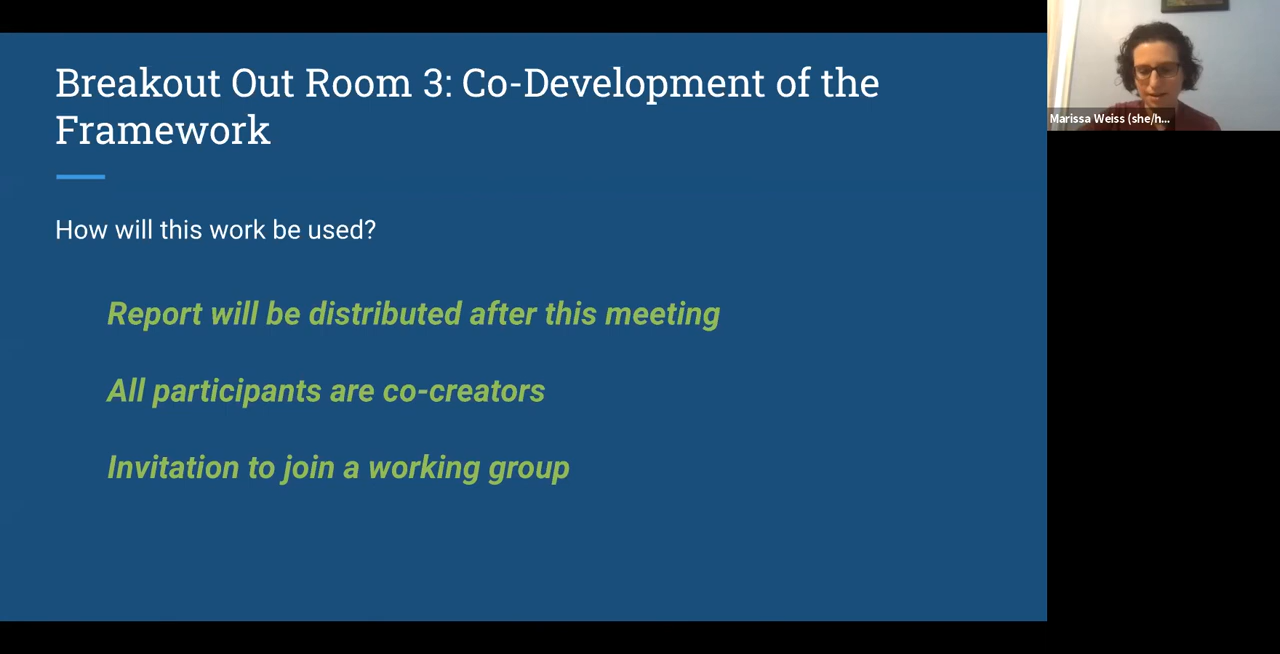 Breakout Out Room 3: Co-Development of the
Framework
How will this work be used?
Report will be distributed after this meeting
All participants are co-creators
Invitation to join a working group
Marissa Weiss (she/h...